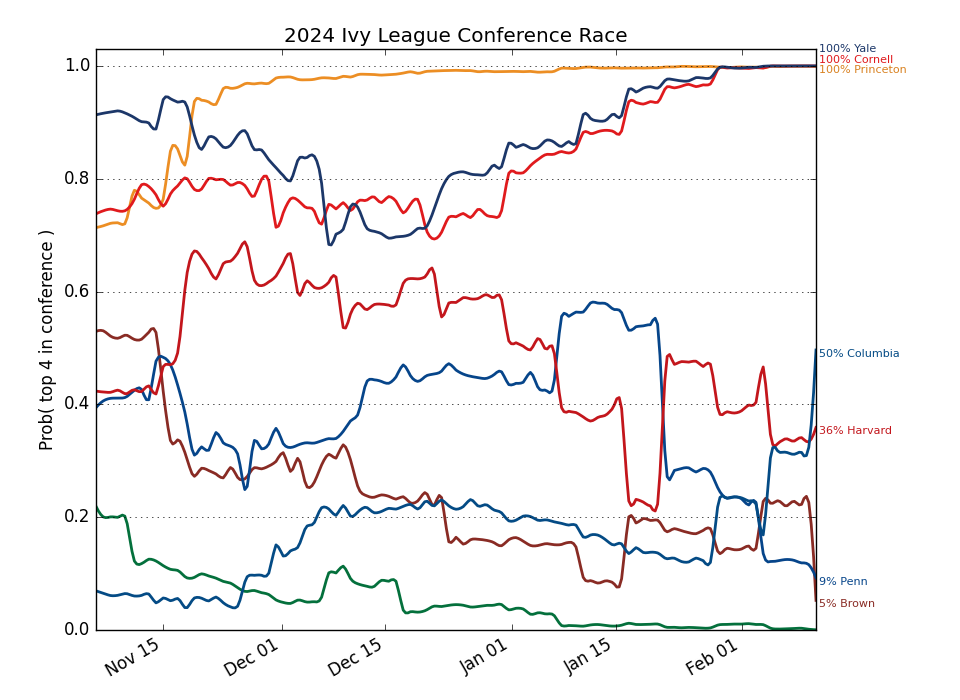 2024 Ivy League Conference Race
Prob( top 4 in conference )
1.0
0.8
0.6
0.4
0.2
0.0
Nov 15
Dec 01
Dec 15
Jan 01
Jan 15
Feb 01
100% Yale
100% Cornell
100% Princeton
50% Columbia
36% Harvard
9% Penn
5% Brown